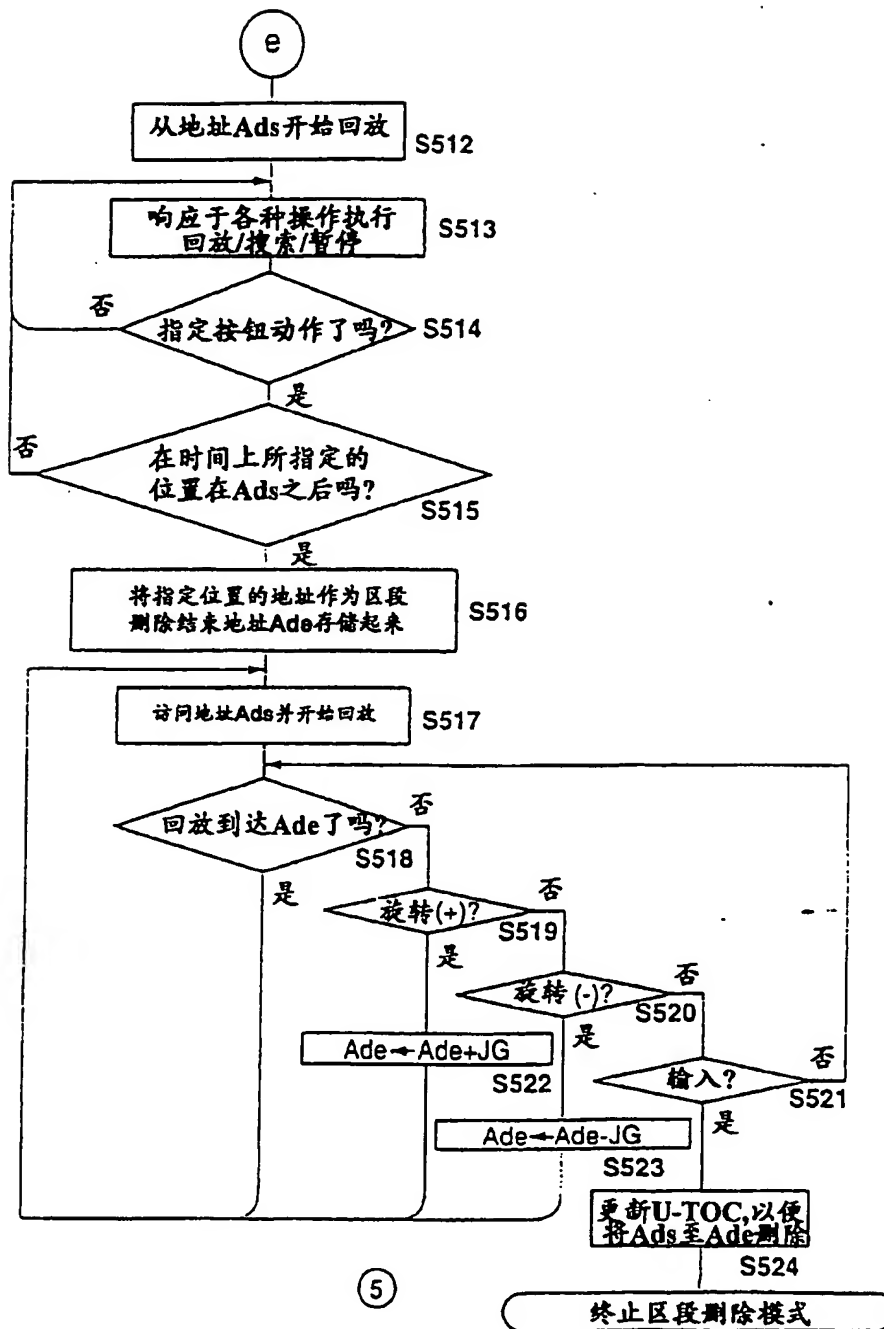 e
从地址Ads开始回放
S512
响应于各种操作执行
回放/搜索/暂停
S513
否
指定按钮动作了吗?
S514
是
否
在时间上所指定的
位置在Ads之后吗?
S515
是
将指定位置的地址作为区段
删除结束地址Ade存储起来
S516
访问地址Ads并开始回放
S517
否
回放到达Ade了吗?
S518
是
否
旋转(+)?
S519
是
否
旋转(-)?
S520
是
Ade←Ade+JG
S522
否
输入?
S521
是
Ade←Ade-JG
S523
更新U-TOC,以便
将Ads至Ade删除
S524
5
终止区段删除模式